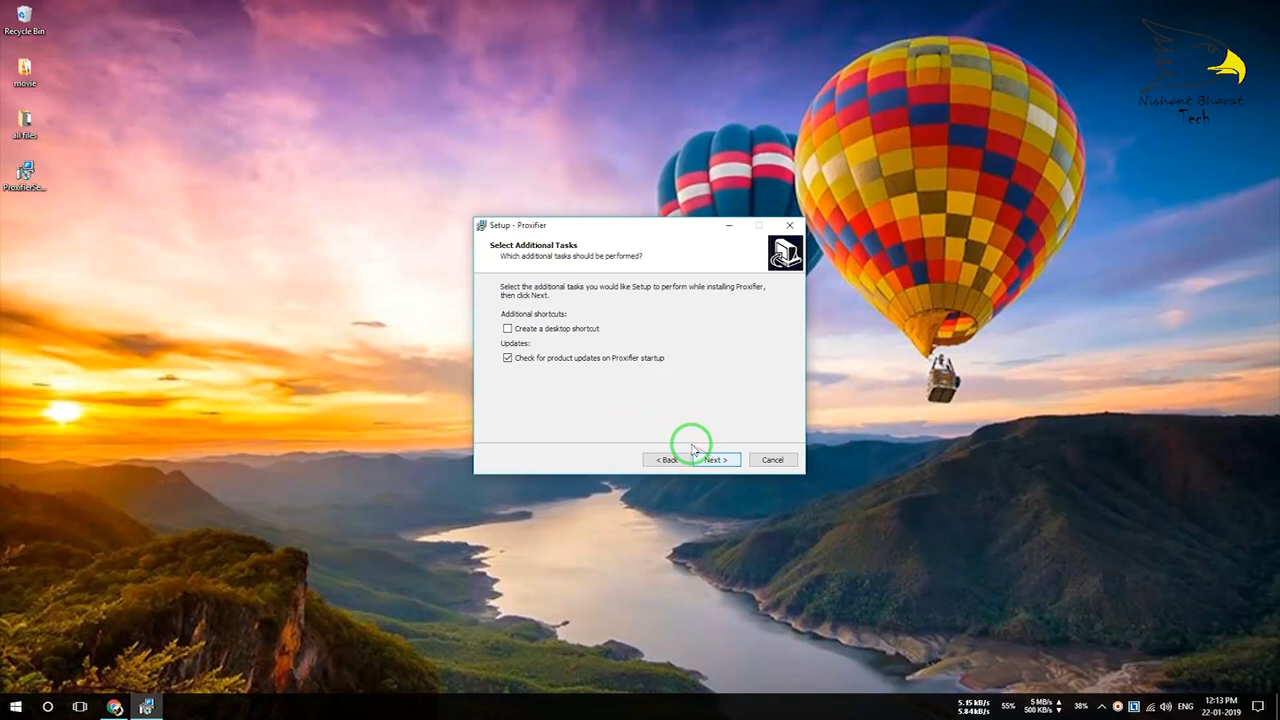 Recycle Bin
movie
all files
ProxifierSe...
Nishant Bharat
Tech
Setup - Proxifier
Select Additional Tasks
Which additional tasks should be performed?
Select the additional tasks you would like Setup to perform while installing Proxifier,
then click Next.
Additional shortcuts:
Create a desktop shortcut
Updates:
Check for product updates on Proxifier startup
< Back
Next >
Cancel
5.15 kB/s
5.84 kB/s
55%
5 MB/s
500 KB/s
38%
ENG
12:13 PM
22-01-2019